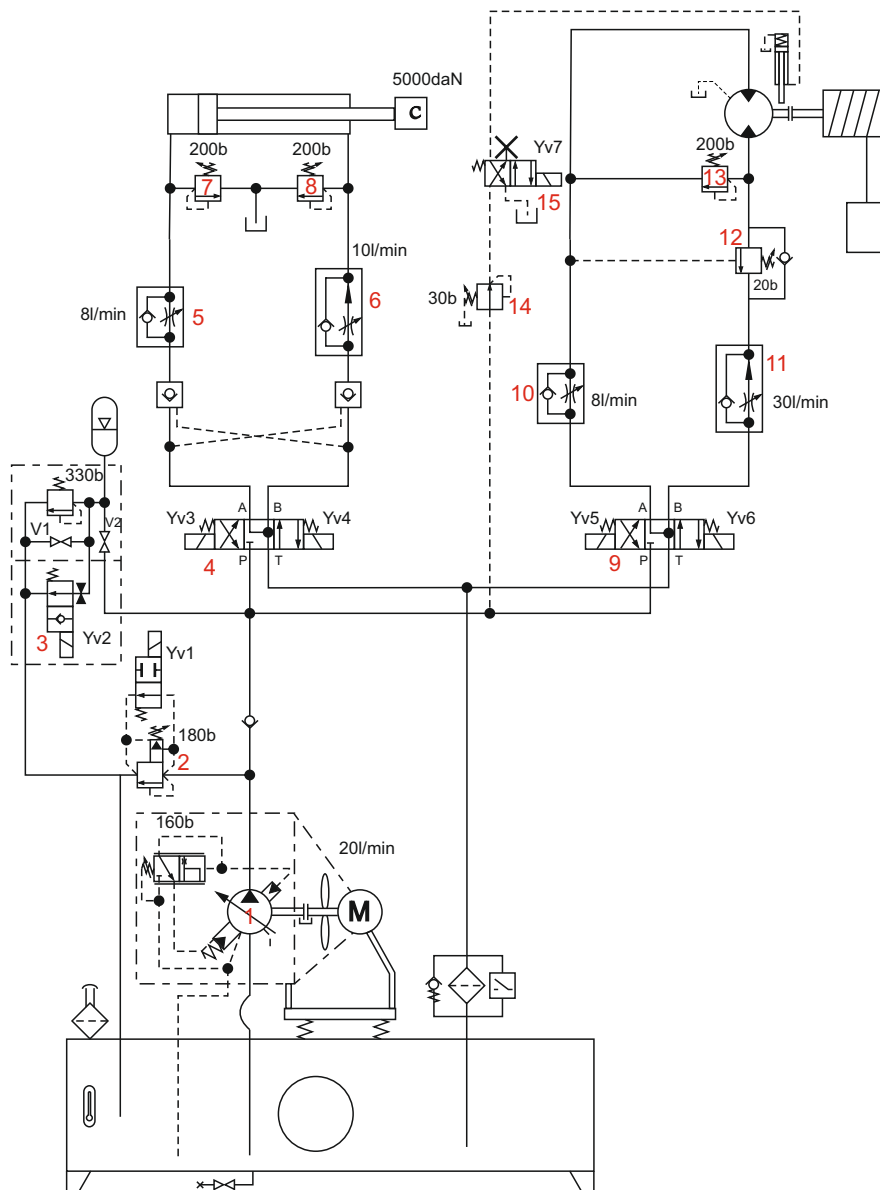 5000daN
C
200b
200b
7
8
10l/min
8l/min
5
6
330b
V1
V2
3
Yv2
Yv1
180b
2
Yv3
A
B
Yv4
4
P
T
160b
20l/min
1
M
Yv7
15
200b
13
12
20b
30b
14
10
8l/min
11
30l/min
Yv5
A
B
Yv6
9
P
T